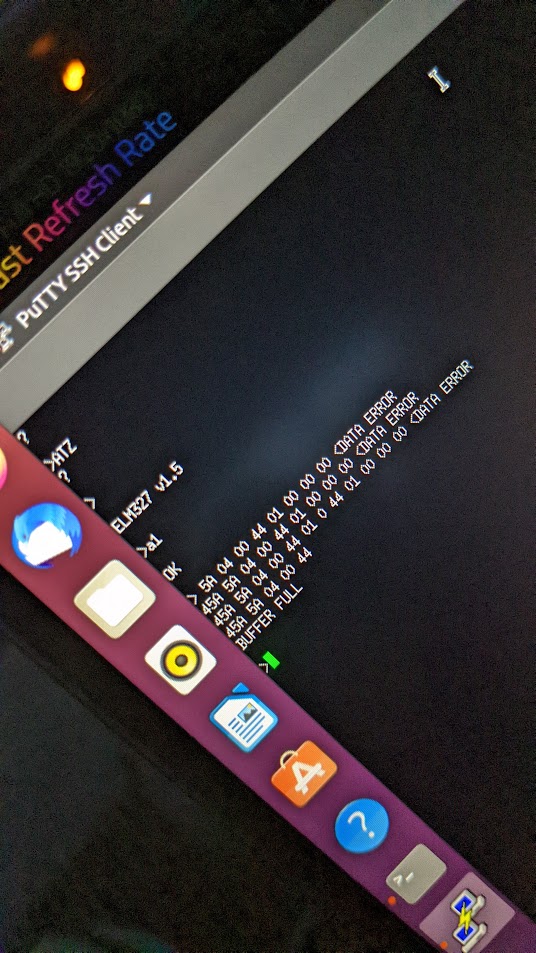 ust Refresh Rate
PuTTY SSH Client
?
>ATZ
?
>
ELM327 v1.5
>a1
OK
> 5A 04 00 44 01 00 00 00 <DATA ERROR
45A 5A 04 00 44 01 00 00 00 <DATA ERROR
45A 5A 04 00 44 01 0 44 01 00 00 00 <DATA ERROR
45A 5A 04 00 44
BUFFER FULL